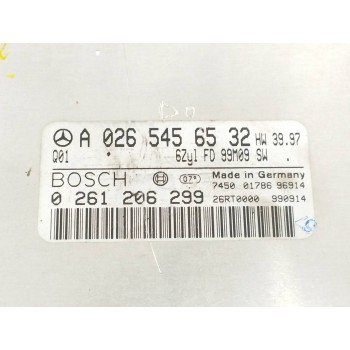 A 026 545 65 32 HW 39.97
Q01 6Zyl FD 99M09 SW
BOSCH 07 Made in Germany
7450 01786 96914
0 261 206 299 26RT0000 990914